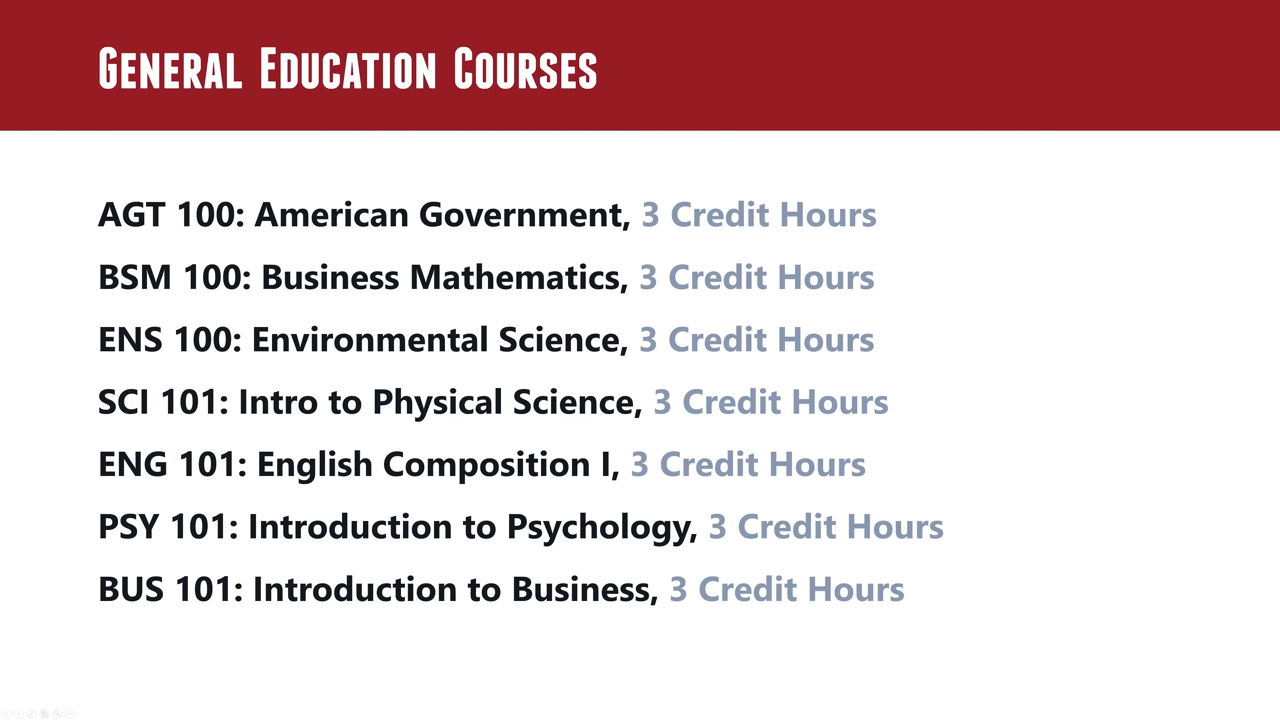 General Education Courses
AGT 100: American Government, 3 Credit Hours
BSM 100: Business Mathematics, 3 Credit Hours
ENS 100: Environmental Science, 3 Credit Hours
SCI 101: Intro to Physical Science, 3 Credit Hours
ENG 101: English Composition I, 3 Credit Hours
PSY 101: Introduction to Psychology, 3 Credit Hours
BUS 101: Introduction to Business, 3 Credit Hours